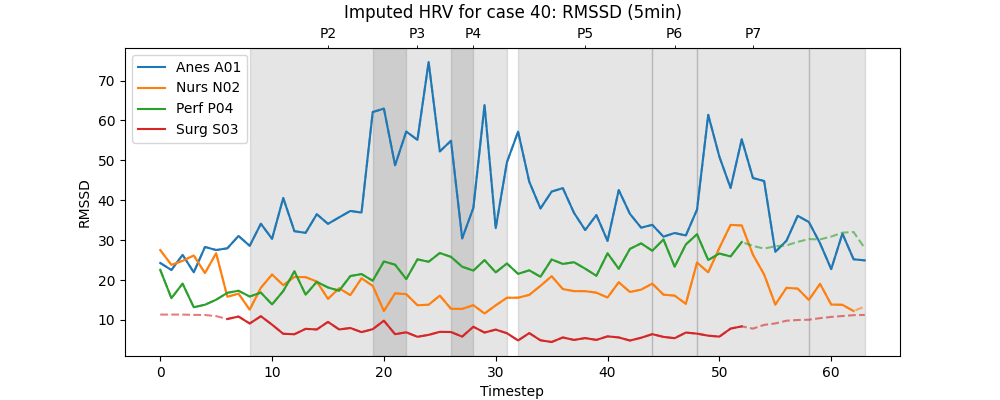 Imputed HRV for case 40: RMSSD (5min)
P2 P3 P4 P5 P6 P7
Anes A01
Nurs N02
Perf P04
Surg S03
70
60
50
40
30
20
10
RMSSD
0 10 20 30 40 50 60
Timestep